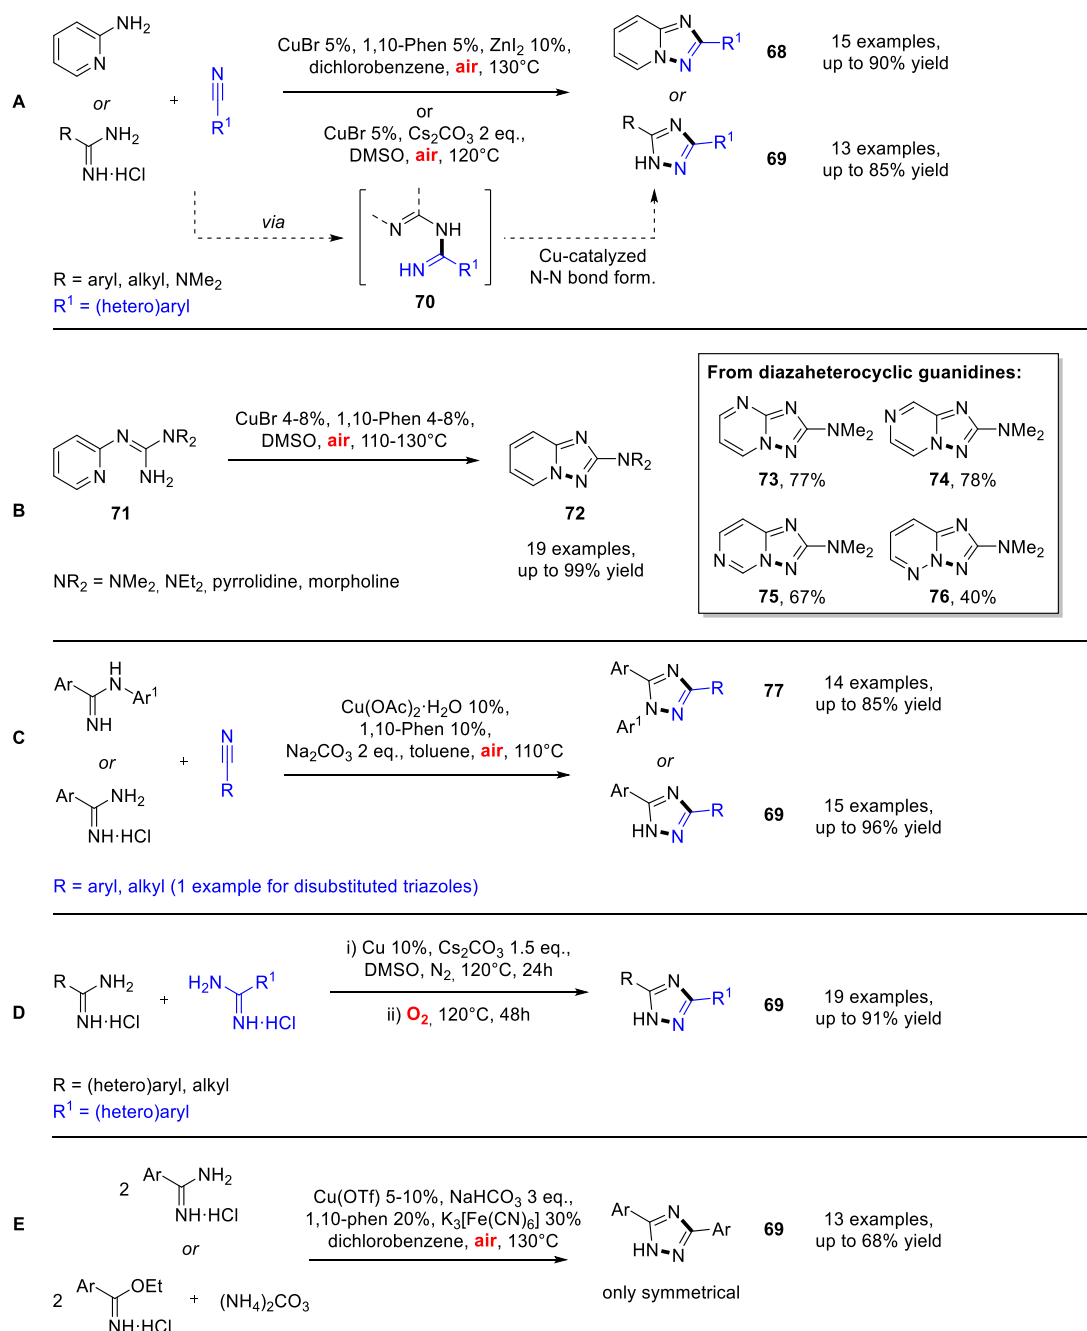 A
NH2
N
or
R
NH2
NH·HCl
+
N
R1
CuBr 5%, 1,10-Phen 5%, ZnI2 10%,
dichlorobenzene, air, 130°C
or
CuBr 5%, Cs2CO3 2 eq.,
DMSO, air, 120°C
N
N
N
R1
68
15 examples,
up to 90% yield
or
R
N
R1
HN
N
69
13 examples,
up to 85% yield
via
N
NH
HN
R1
70
Cu-catalyzed
N-N bond form.
R = aryl, alkyl, NMe2
R1 = (hetero)aryl
B
N
N
NR2
NH2
71
CuBr 4-8%, 1,10-Phen 4-8%,
DMSO, air, 110-130°C
N
N
N
NR2
72
19 examples,
up to 99% yield
NR2 = NMe2, NEt2, pyrrolidine, morpholine
From diazaheterocyclic guanidines:
N
N
N
N
NMe2
73, 77%
N
N
N
N
NMe2
74, 78%
N
N
N
N
NMe2
75, 67%
N
N
N
N
NMe2
76, 40%
C
Ar
H
N
Ar1
NH
or
Ar
NH2
NH·HCl
+
N
R
Cu(OAc)2·H2O 10%,
1,10-Phen 10%,
Na2CO3 2 eq., toluene, air, 110°C
Ar
N
R
N
N
Ar1
77
14 examples,
up to 85% yield
or
Ar
N
R
HN
N
69
15 examples,
up to 96% yield
R = aryl, alkyl (1 example for disubstituted triazoles)
D
R
NH2
NH·HCl
+
H2N
R1
NH·HCl
i) Cu 10%, Cs2CO3 1.5 eq.,
DMSO, N2, 120°C, 24h
ii) O2, 120°C, 48h
R
N
R1
HN
N
69
19 examples,
up to 91% yield
R = (hetero)aryl, alkyl
R1 = (hetero)aryl
E
2
Ar
NH2
NH·HCl
or
2
Ar
OEt
NH·HCl
+
(NH4)2CO3
Cu(OTf) 5-10%, NaHCO3 3 eq.,
1,10-phen 20%, K3[Fe(CN)6] 30%
dichlorobenzene, air, 130°C
Ar
N
Ar
HN
N
only symmetrical
69
13 examples,
up to 68% yield